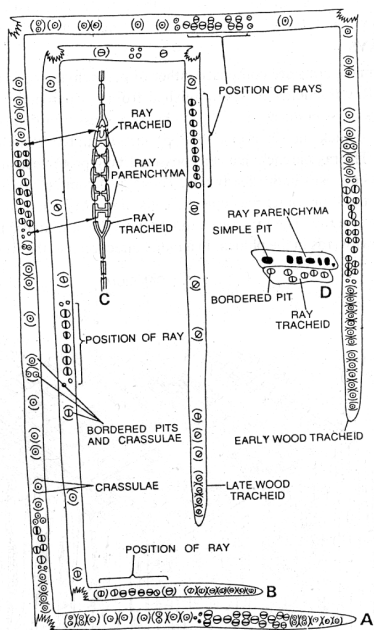 POSITION OF RAYS
RAY
TRACHEID
RAY
PARENCHYMA
RAY
TRACHEID
C
RAY PARENCHYMA
SIMPLE PIT
BORDERED PIT
D
RAY
TRACHEID
POSITION OF RAY
BORDERED PITS
AND CRASSULAE
EARLY WOOD TRACHEID
CRASSULAE
LATE WOOD
TRACHEID
POSITION OF RAY
B
A